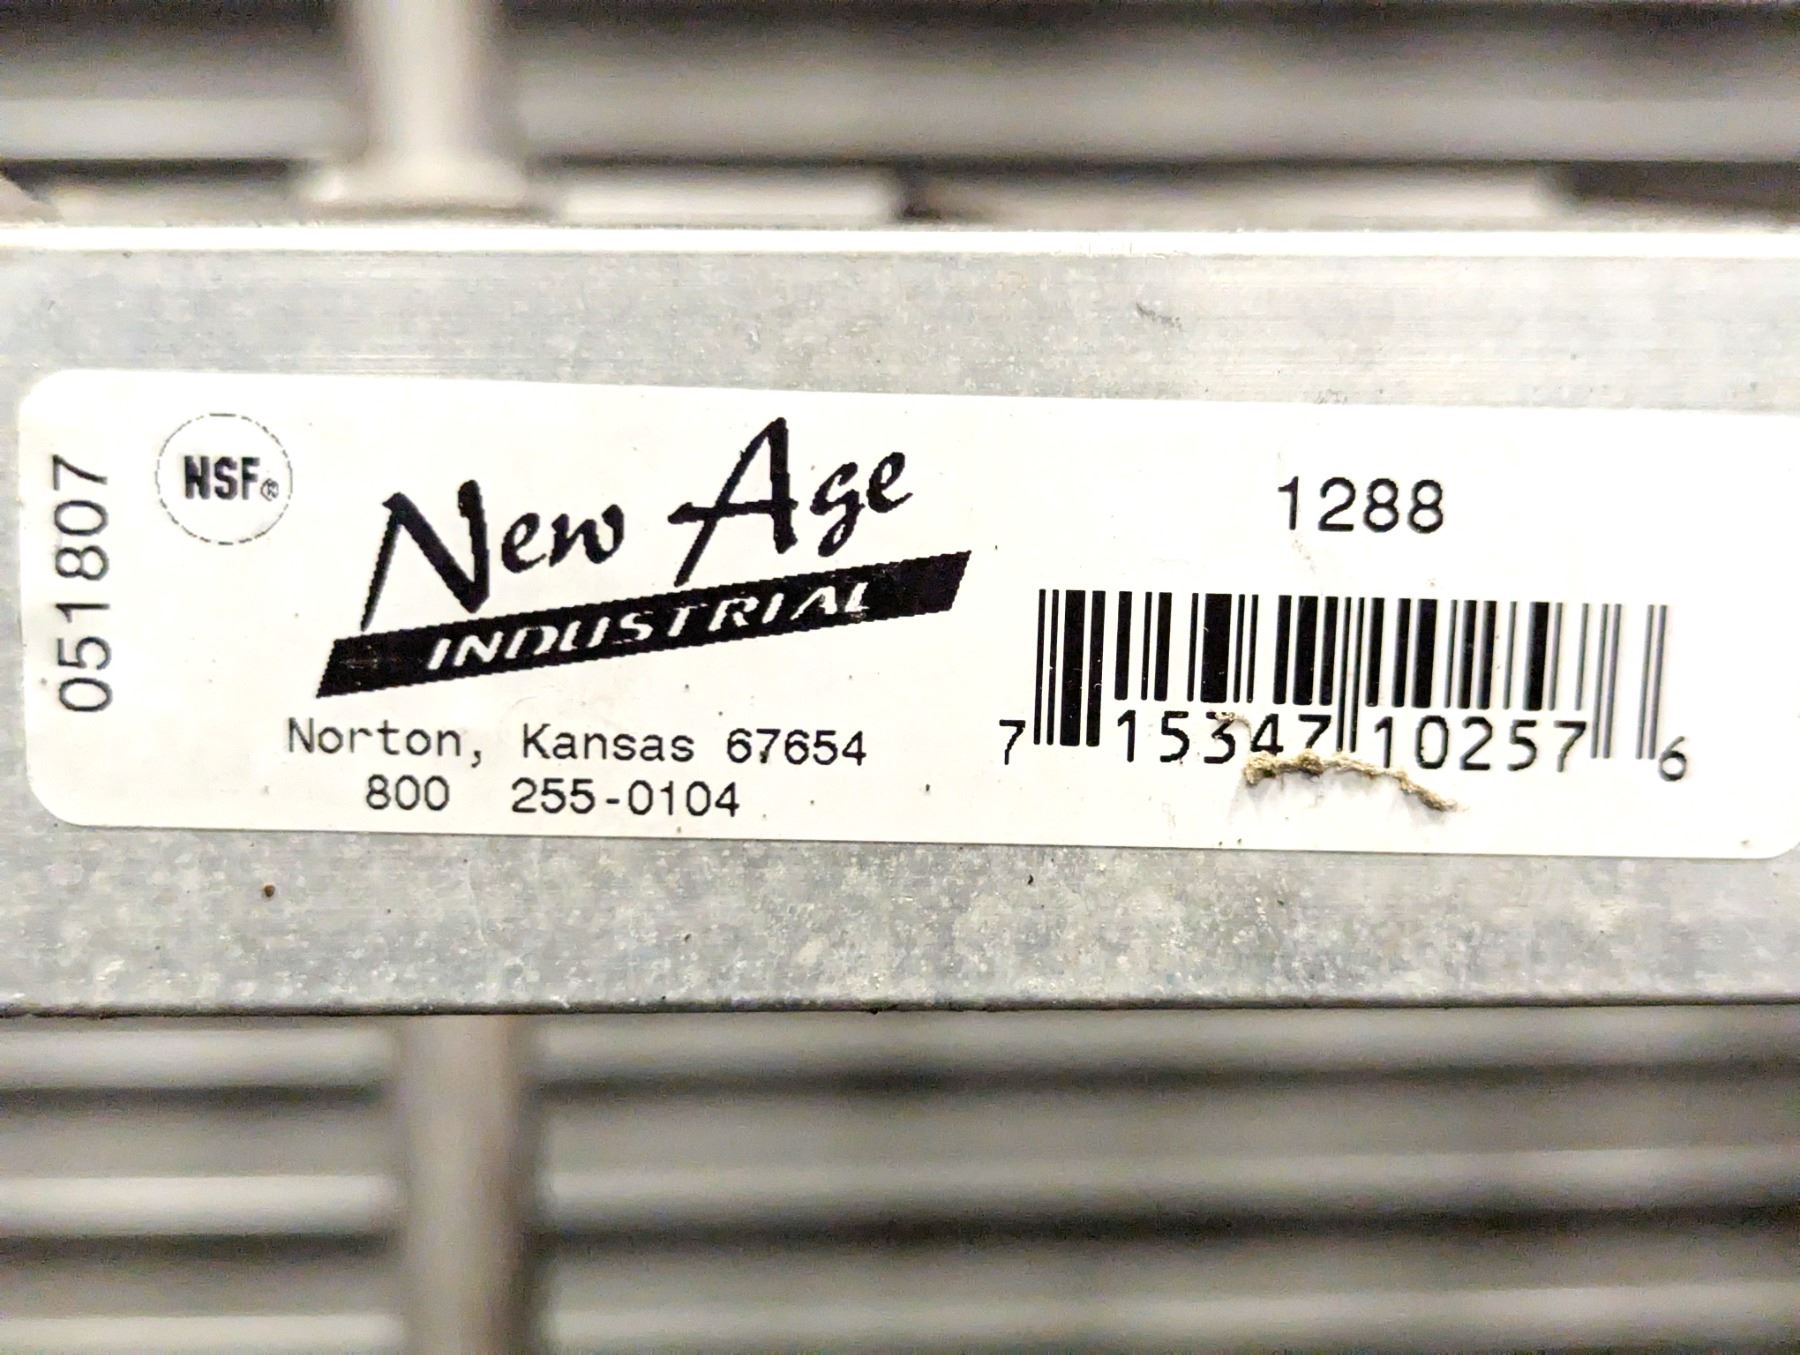 051807
NSF®
New Age
INDUSTRIAL
Norton, Kansas 67654
800 255-0104
1288
7 15347 10257 6